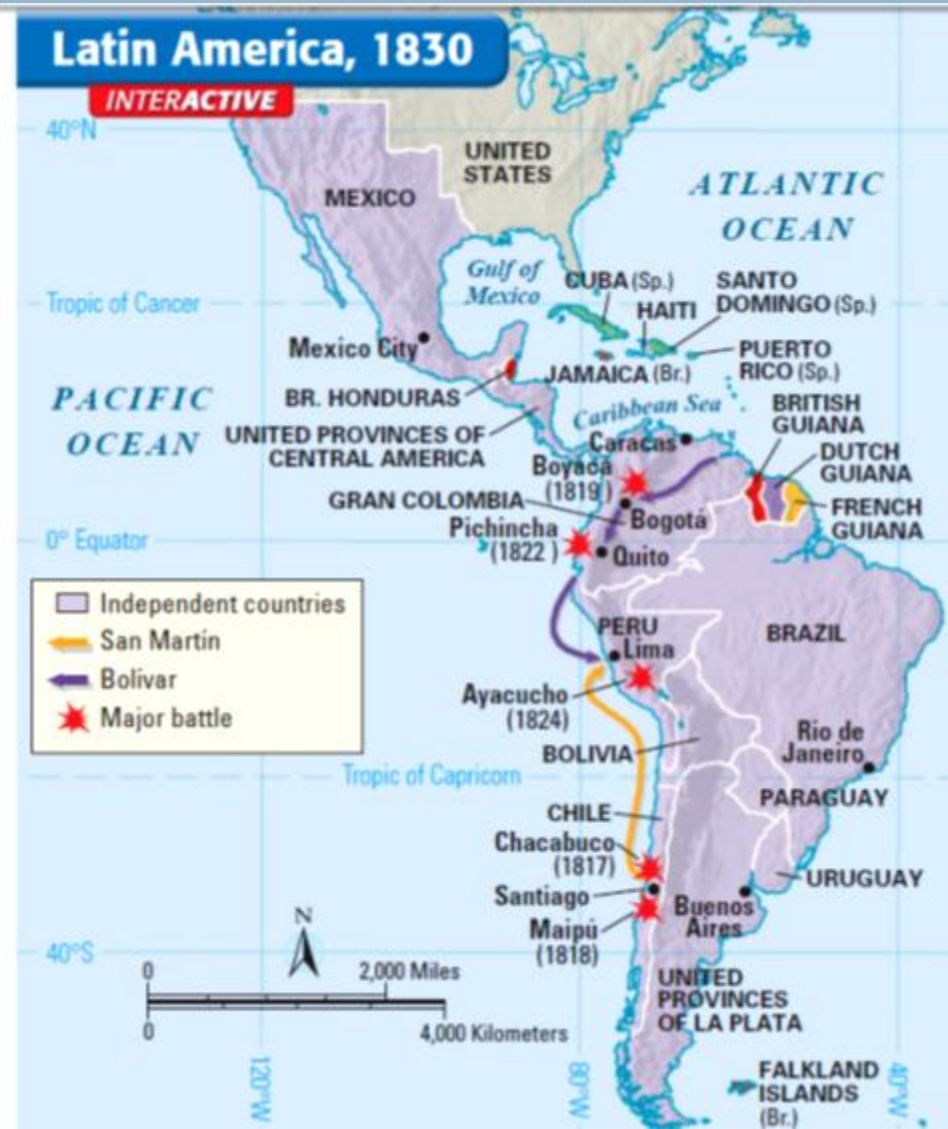 Latin America, 1830
INTERACTIVE
40°N
UNITED
STATES
MEXICO
ATLANTIC
OCEAN
Gulf of
Mexico
CUBA (Sp.)
SANTO
DOMINGO (Sp.)
HAITI
Tropic of Cancer
Mexico City
PUERTO
RICO (Sp.)
JAMAICA (Br.)
BR. HONDURAS
PACIFIC
OCEAN
Caribbean Sea
BRITISH
GUIANA
UNITED PROVINCES OF
CENTRAL AMERICA
Caracas
DUTCH
GUIANA
Boyacá
(1819)
GRAN COLOMBIA
FRENCH
GUIANA
Bogotá
Pichincha
(1822 )
0° Equator
Quito
Independent countries
San Martín
Bolívar
Major battle
PERU
Lima
BRAZIL
Ayacucho
(1824)
BOLIVIA
Rio de
Janeiro
Tropic of Capricorn
PARAGUAY
CHILE
Chacabuco
(1817)
URUGUAY
Santiago
Buenos
Aires
Maipú
(1818)
40°S
N
0
2,000 Miles
0
4,000 Kilometers
UNITED
PROVINCES
OF LA PLATA
120°W
80°W
40°W
FALKLAND
ISLANDS
(Br.)